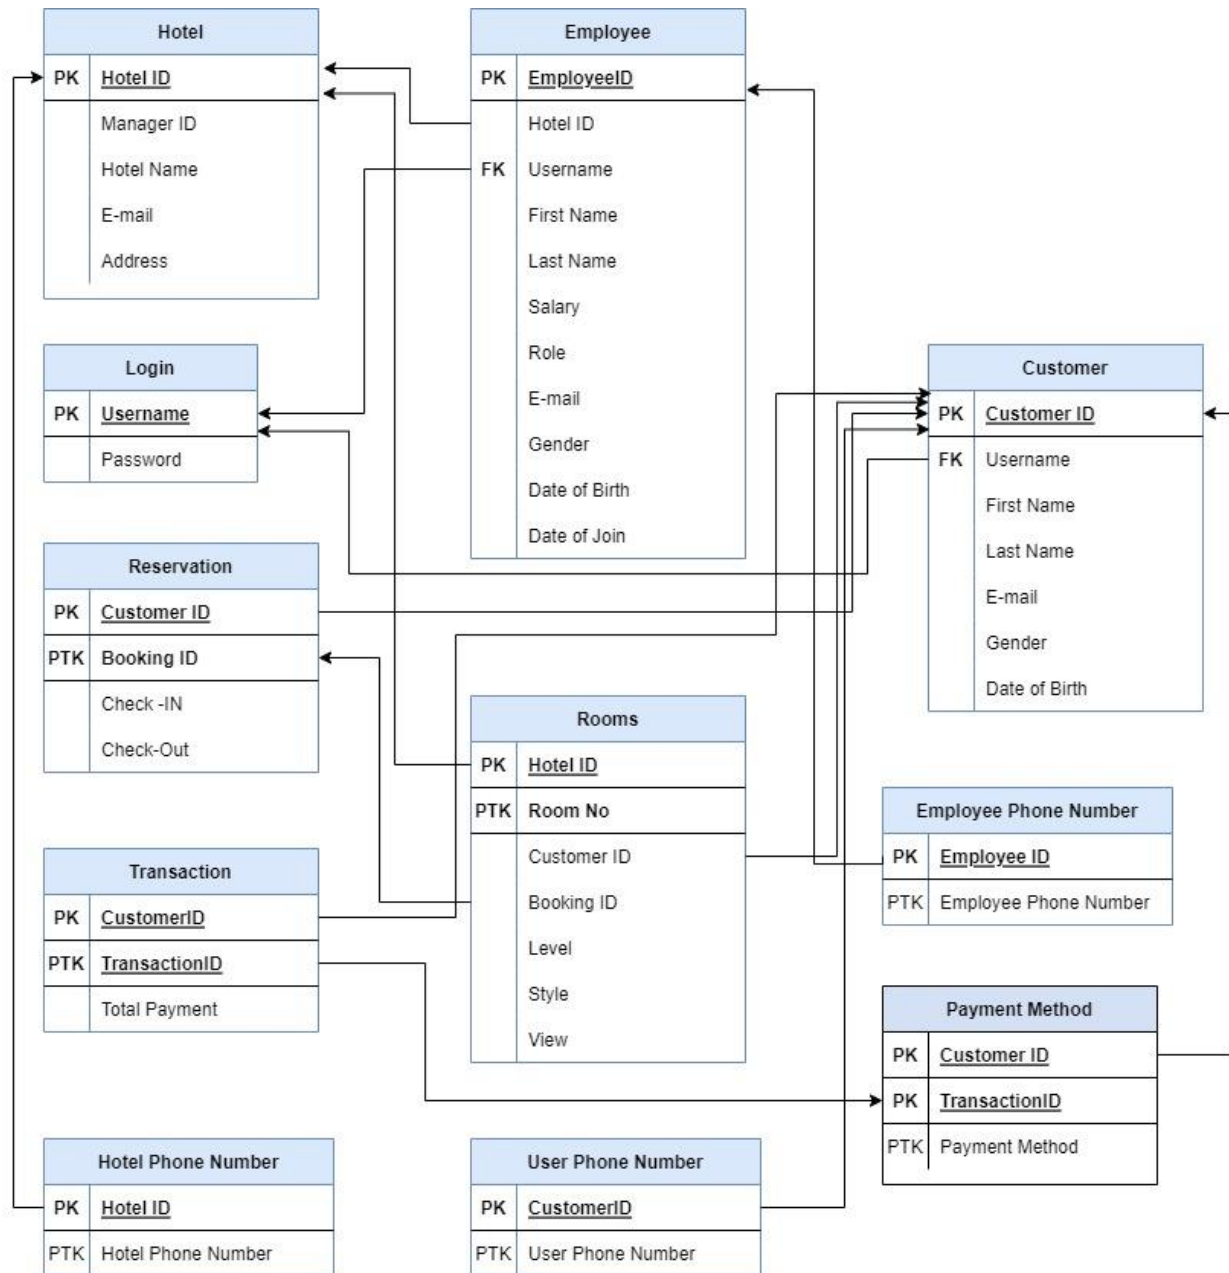 Hotel
PK Hotel ID
Manager ID
Hotel Name
E-mail
Address
Employee
PK EmployeeID
Hotel ID
FK Username
First Name
Last Name
Salary
Role
E-mail
Gender
Date of Birth
Date of Join
Login
PK Username
Password
Customer
PK Customer ID
FK Username
First Name
Last Name
E-mail
Gender
Date of Birth
Reservation
PK Customer ID
PTK Booking ID
Check -IN
Check-Out
Rooms
PK Hotel ID
PTK Room No
Customer ID
Booking ID
Level
Style
View
Employee Phone Number
PK Employee ID
PTK Employee Phone Number
Transaction
PK CustomerID
PTK TransactionID
Total Payment
Payment Method
PK Customer ID
PK TransactionID
PTK Payment Method
Hotel Phone Number
PK Hotel ID
PTK Hotel Phone Number
User Phone Number
PK CustomerID
PTK User Phone Number